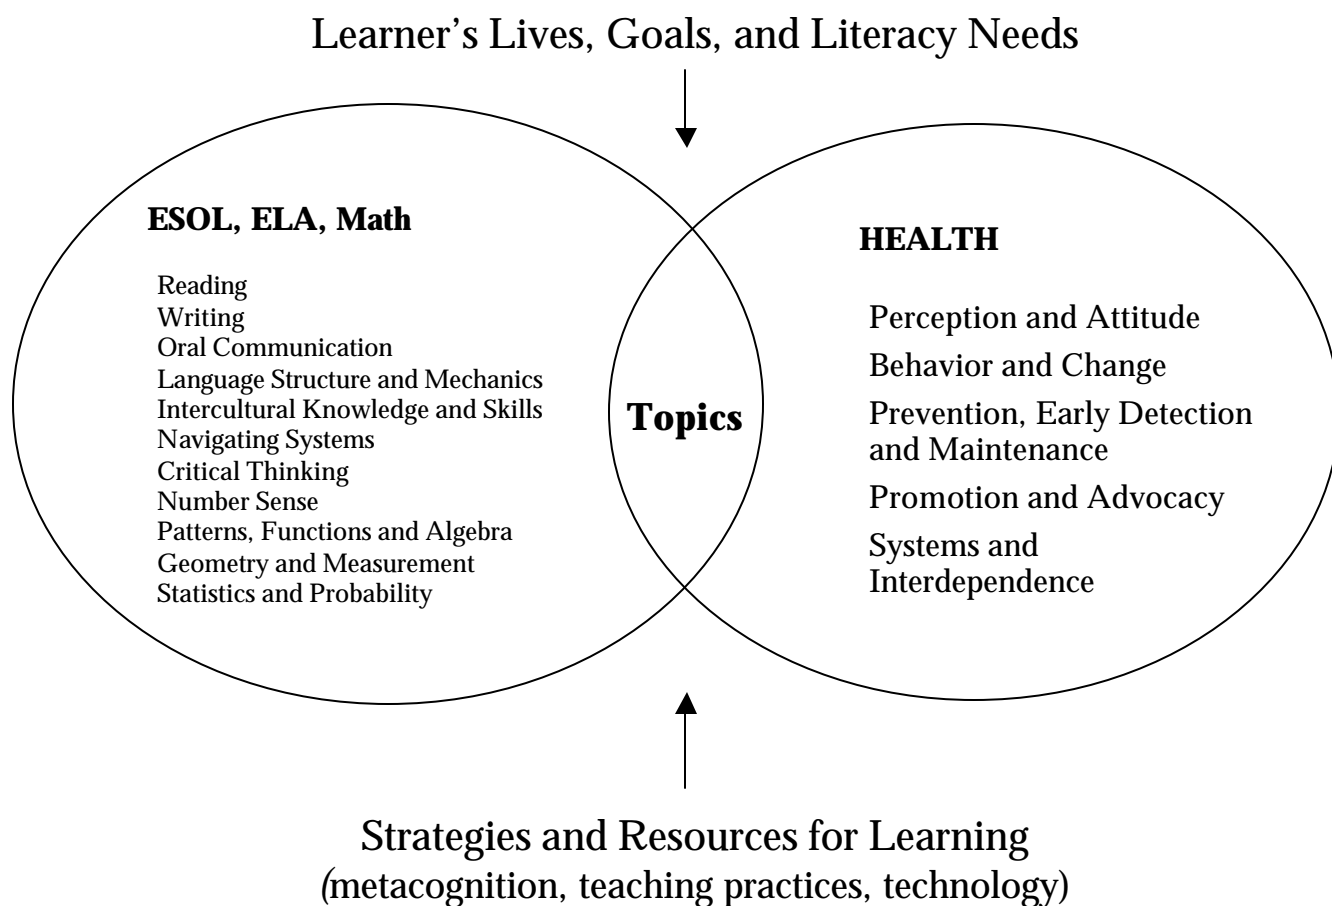 Learner’s Lives, Goals, and Literacy Needs
ESOL, ELA, Math
Reading
Writing
Oral Communication
Language Structure and Mechanics
Intercultural Knowledge and Skills
Navigating Systems
Critical Thinking
Number Sense
Patterns, Functions and Algebra
Geometry and Measurement
Statistics and Probability
Topics
HEALTH
Perception and Attitude
Behavior and Change
Prevention, Early Detection
and Maintenance
Promotion and Advocacy
Systems and
Interdependence
Strategies and Resources for Learning
(metacognition, teaching practices, technology)